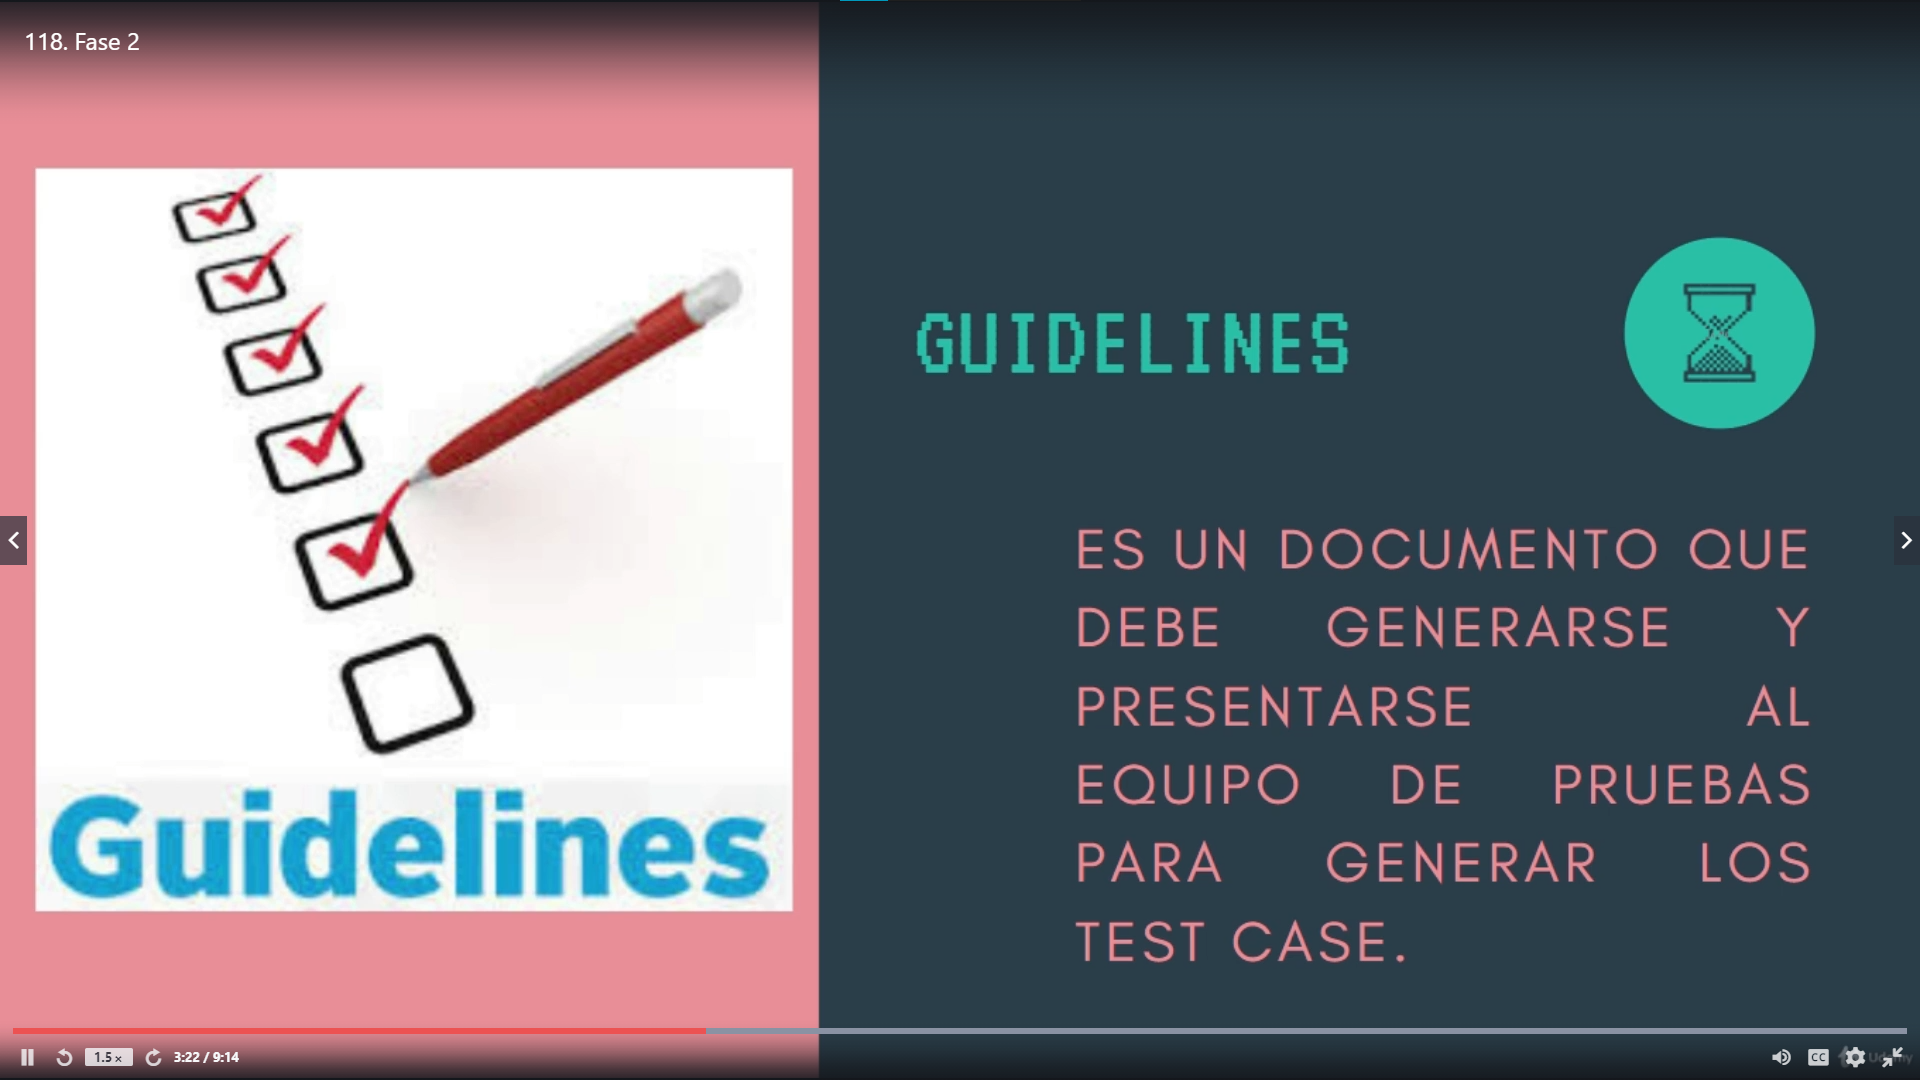 118. Fase 2
Guidelines
GUIDELINES
ES UN DOCUMENTO QUE
DEBE GENERARSE Y
PRESENTARSE AL
EQUIPO DE PRUEBAS
PARA GENERAR LOS
TEST CASE.
1.5 x
3:22 / 9:14
CC
Udemy